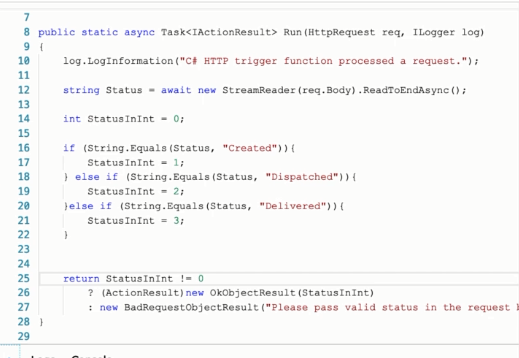 7
8 public static async Task<IActionResult> Run(HttpRequest req, ILogger log)
9 {
10 log.LogInformation("C# HTTP trigger function processed a request.");
11
12 string Status = await new StreamReader(req.Body).ReadToEndAsync();
13
14 int StatusInInt = 0;
15
16 if (String.Equals(Status, "Created")){
17 StatusInInt = 1;
18 } else if (String.Equals(Status, "Dispatched")){
19 StatusInInt = 2;
20 }else if (String.Equals(Status, "Delivered")){
21 StatusInInt = 3;
22 }
23
24
25 return StatusInInt != 0
26 ? (ActionResult)new OkObjectResult(StatusInInt)
27 : new BadRequestObjectResult("Please pass valid status in the request
28 }
29